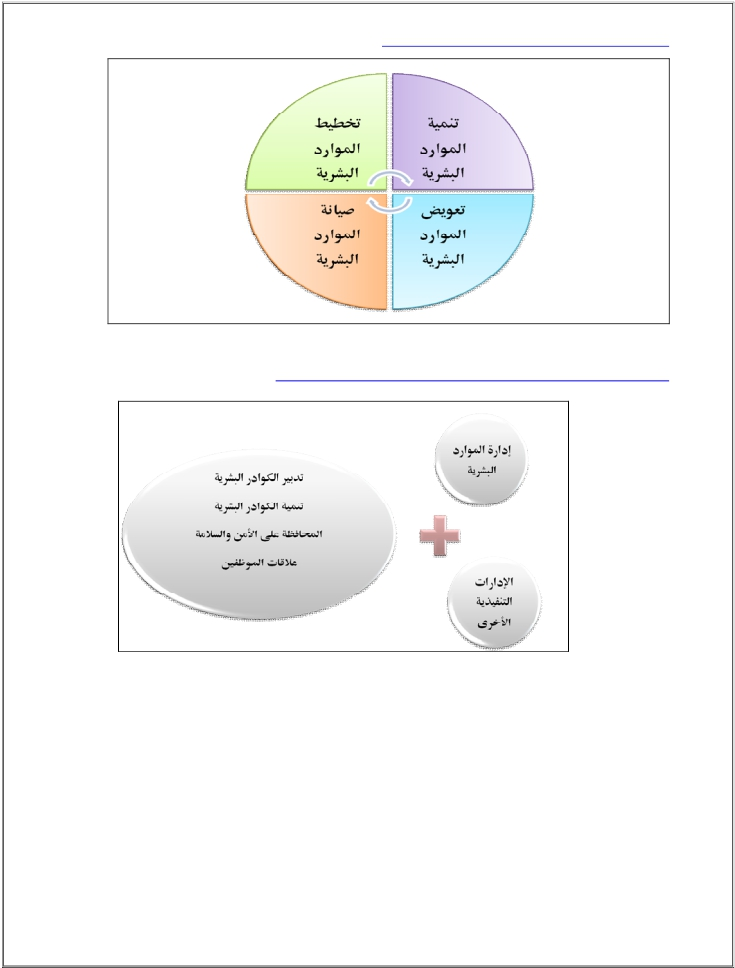 تنمية
الموارد
البشرية
تخطيط
الموارد
البشرية
تعويض
الموارد
البشرية
صيانة
الموارد
البشرية
إدارة الموارد
البشرية
الإدارات
التنفيذية
الأخرى
تدبير الكوادر البشرية
تنمية الكوادر البشرية
المحافظة على الأمن والسلامة
علاقات الموظفين